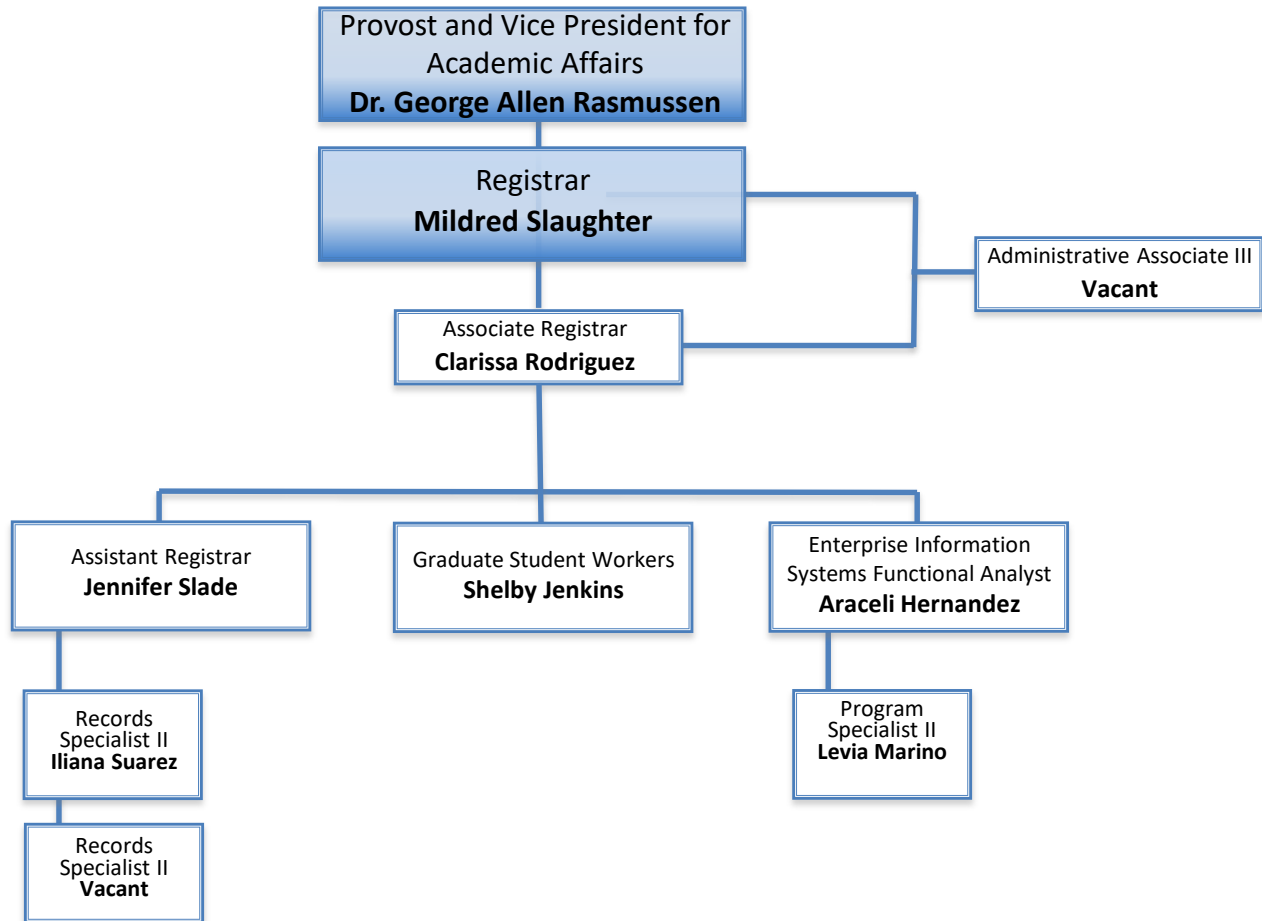 Provost and Vice President for
Academic Affairs
Dr. George Allen Rasmussen
Registrar
Mildred Slaughter
Administrative Associate III
Vacant
Associate Registrar
Clarissa Rodriguez
Assistant Registrar
Jennifer Slade
Graduate Student Workers
Shelby Jenkins
Enterprise Information
Systems Functional Analyst
Araceli Hernandez
Records
Specialist II
Iliana Suarez
Program
Specialist II
Levia Marino
Records
Specialist II
Vacant